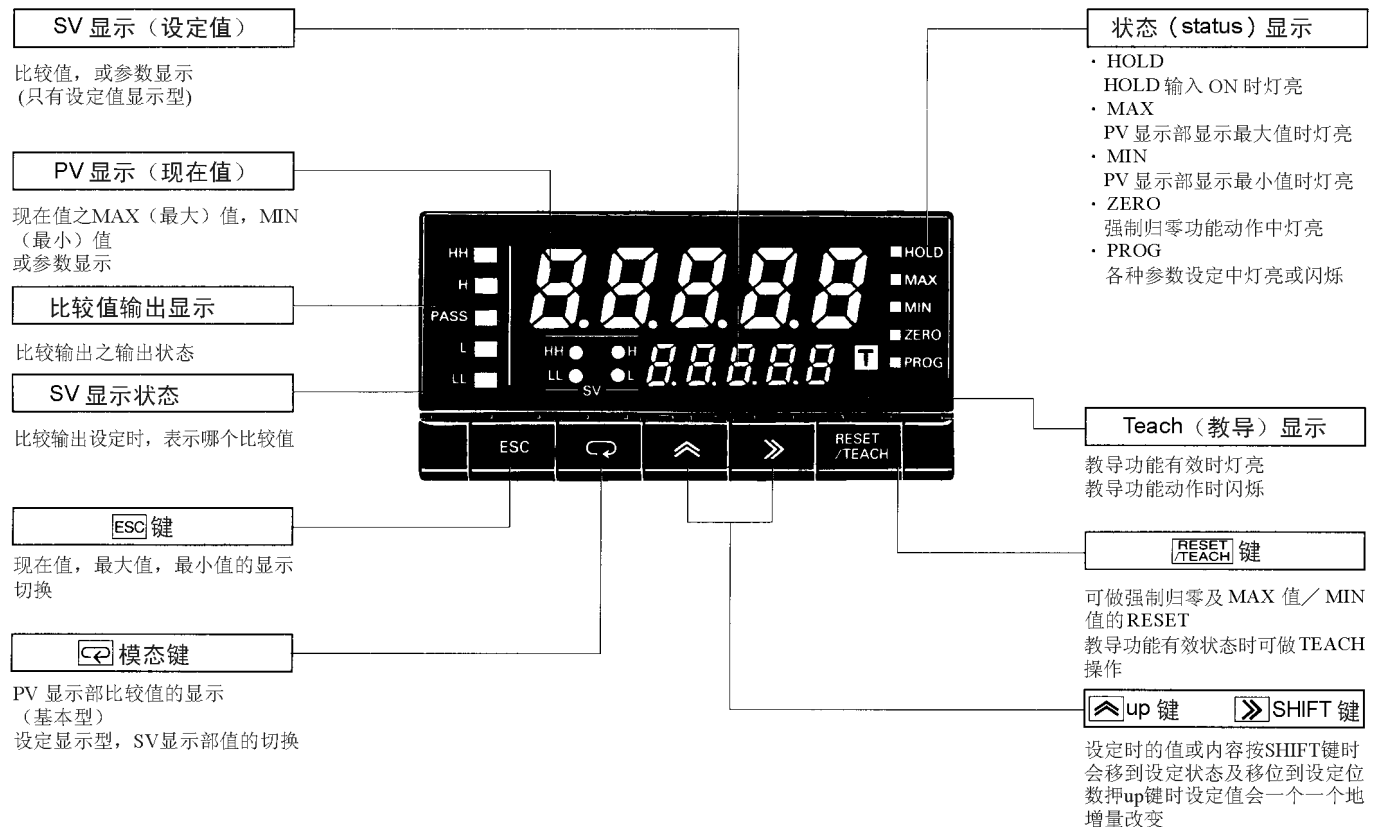 SV 显示（设定值）
比较值，或参数显示
(只有设定值显示型)
PV 显示（现在值）
现在值之MAX（最大）值，MIN
（最小）值
或参数显示
比较值输出显示
比较输出之输出状态
SV 显示状态
比较输出设定时，表示哪个比较值
ESC 键
现在值，最大值，最小值的显示
切换
模态键
PV 显示部比较值的显示
（基本型）
设定显示型，SV显示部值的切换
HH
H
PASS
L
LL
8.8.8.8.8
HH
H
LL
L
SV
8.8.8.8.8
T
HOLD
MAX
MIN
ZERO
PROG
ESC
RESET
/TEACH
状态（status）显示
· HOLD
HOLD 输入 ON 时灯亮
· MAX
PV 显示部显示最大值时灯亮
· MIN
PV 显示部显示最小值时灯亮
· ZERO
强制归零功能动作中灯亮
· PROG
各种参数设定中灯亮或闪烁
Teach（教导）显示
教导功能有效时灯亮
教导功能动作时闪烁
RESET
/TEACH 键
可做强制归零及 MAX 值／MIN
值的RESET
教导功能有效状态时可做TEACH
操作
up 键 SHIFT 键
设定时的值或内容按SHIFT键时
会移到设定状态及移位到设定位
数押up键时设定值会一个一个地
增量改变